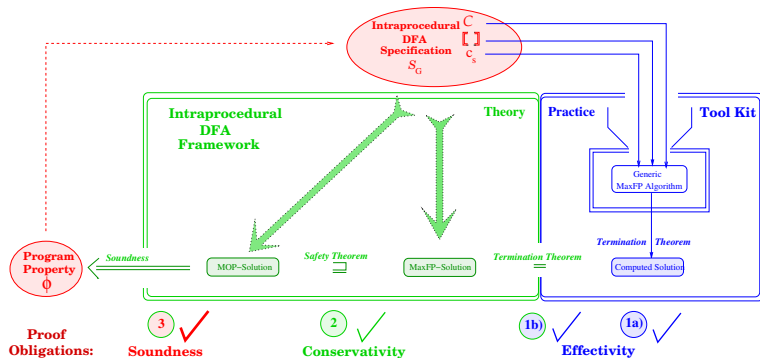 Intraprocedural
DFA
Specification
S_G
C
⟦ ⟧
c_s
Intraprocedural
DFA
Framework
Theory
Practice
Tool Kit
Generic
MaxFP Algorithm
Termination Theorem
Program
Property
ϕ
Soundness
MOP-Solution
Safety Theorem
⊒
MaxFP-Solution
Termination Theorem
=
Computed Solution
Proof
Obligations:
3
Soundness
2
Conservativity
1b)
1a)
Effectivity